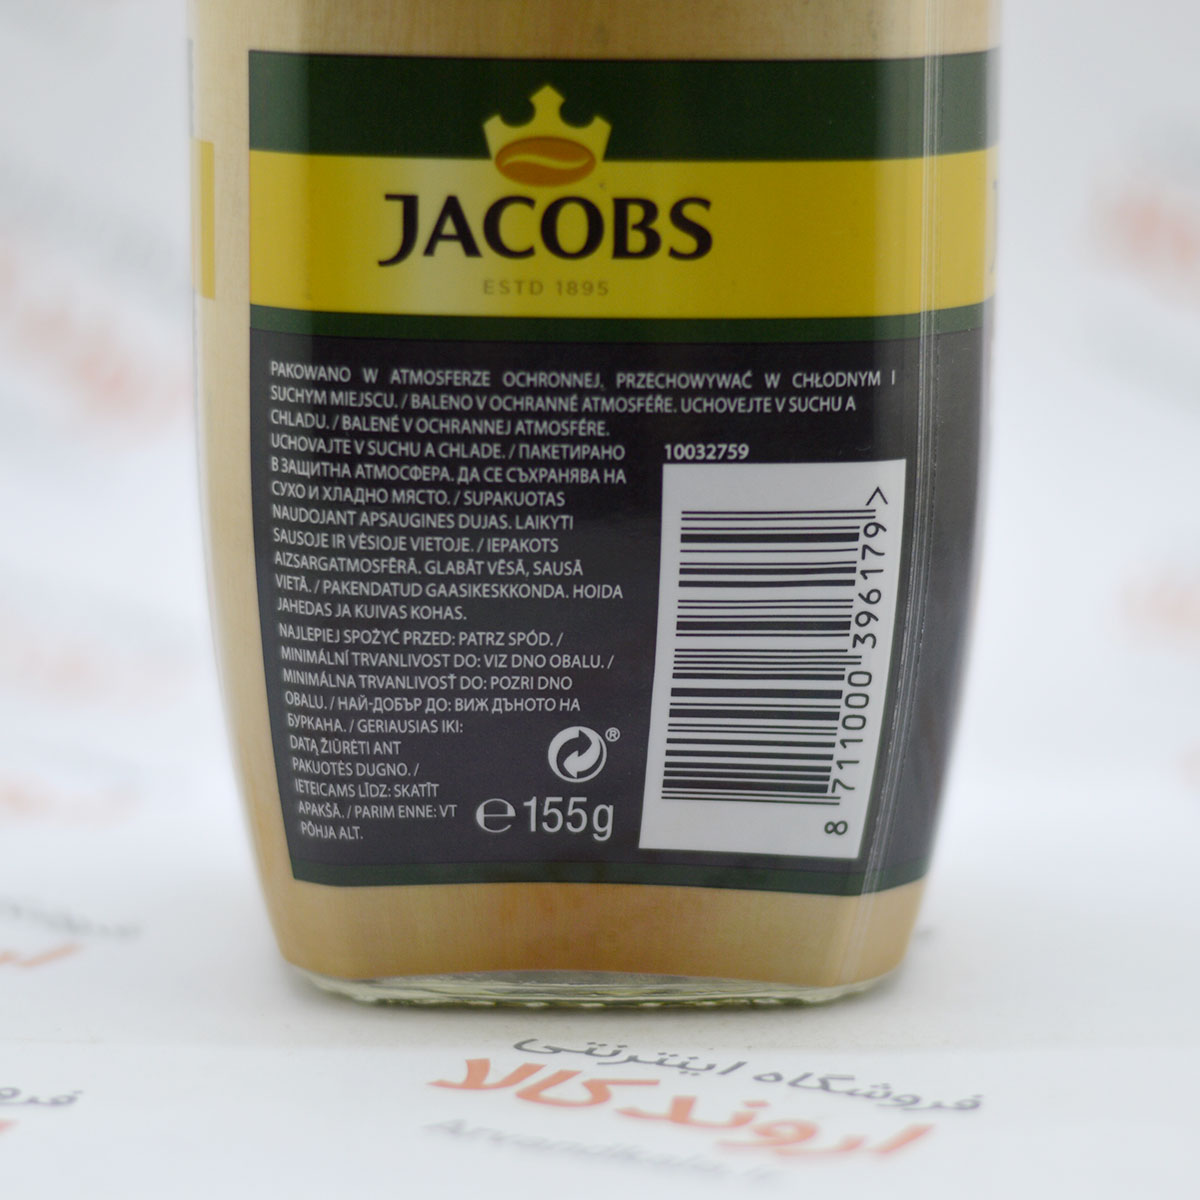 JACOBS
ESTD 1895
PAKOWANO W ATMOSFERZE OCHRONNEJ. PRZECHOWYWAĆ W CHŁODNYM I
SUCHYM MIEJSCU. / BALENO V OCHRANNÉ ATMOSFÉŘE. UCHOVEJTE V SUCHU A
CHLADU. / BALENÉ V OCHRANNEJ ATMOSFÉRE.
UCHOVAJTE V SUCHU A CHLADE. / ПАКЕТИРАНО
В ЗАЩИТНА АТМОСФЕРА. ДА СЕ СЪХРАНЯВА НА
СУХО И ХЛАДНО МЯСТО. / SUPAKUOTAS
NAUDOJANT APSAUGINES DUJAS. LAIKYTI
SAUSOJE IR VĖSIOJE VIETOJE. / IEPAKOTS
AIZSARGATMOSFĒRĀ. GLABĀT VĒSĀ, SAUSĀ
VIETĀ. / PAKENDATUD GAASIKESKKONDA. HOIDA
JAHEDAS JA KUIVAS KOHAS.
NAJLEPIEJ SPOŻYĆ PRZED: PATRZ SPÓD. /
MINIMÁLNÍ TRVANLIVOST DO: VIZ DNO OBALU. /
MINIMÁLNA TRVANLIVOSŤ DO: POZRI DNO
OBALU. / НАЙ-ДОБЪР ДО: ВИЖ ДЪНОТО НА
БУРКАНА. / GERIAUSIAS IKI:
DATĄ ŽIŪRĖTI ANT
PAKUOTĖS DUGNO. /
IETEICAMS LĪDZ: SKATĪT
APAKŠĀ. / PARIM ENNE: VT
PÕHJA ALT.
®
℮155g
10032759
8 711000 396179 >
فروشگاه اینترنتی
اروند کالا
Arvandkala.ir